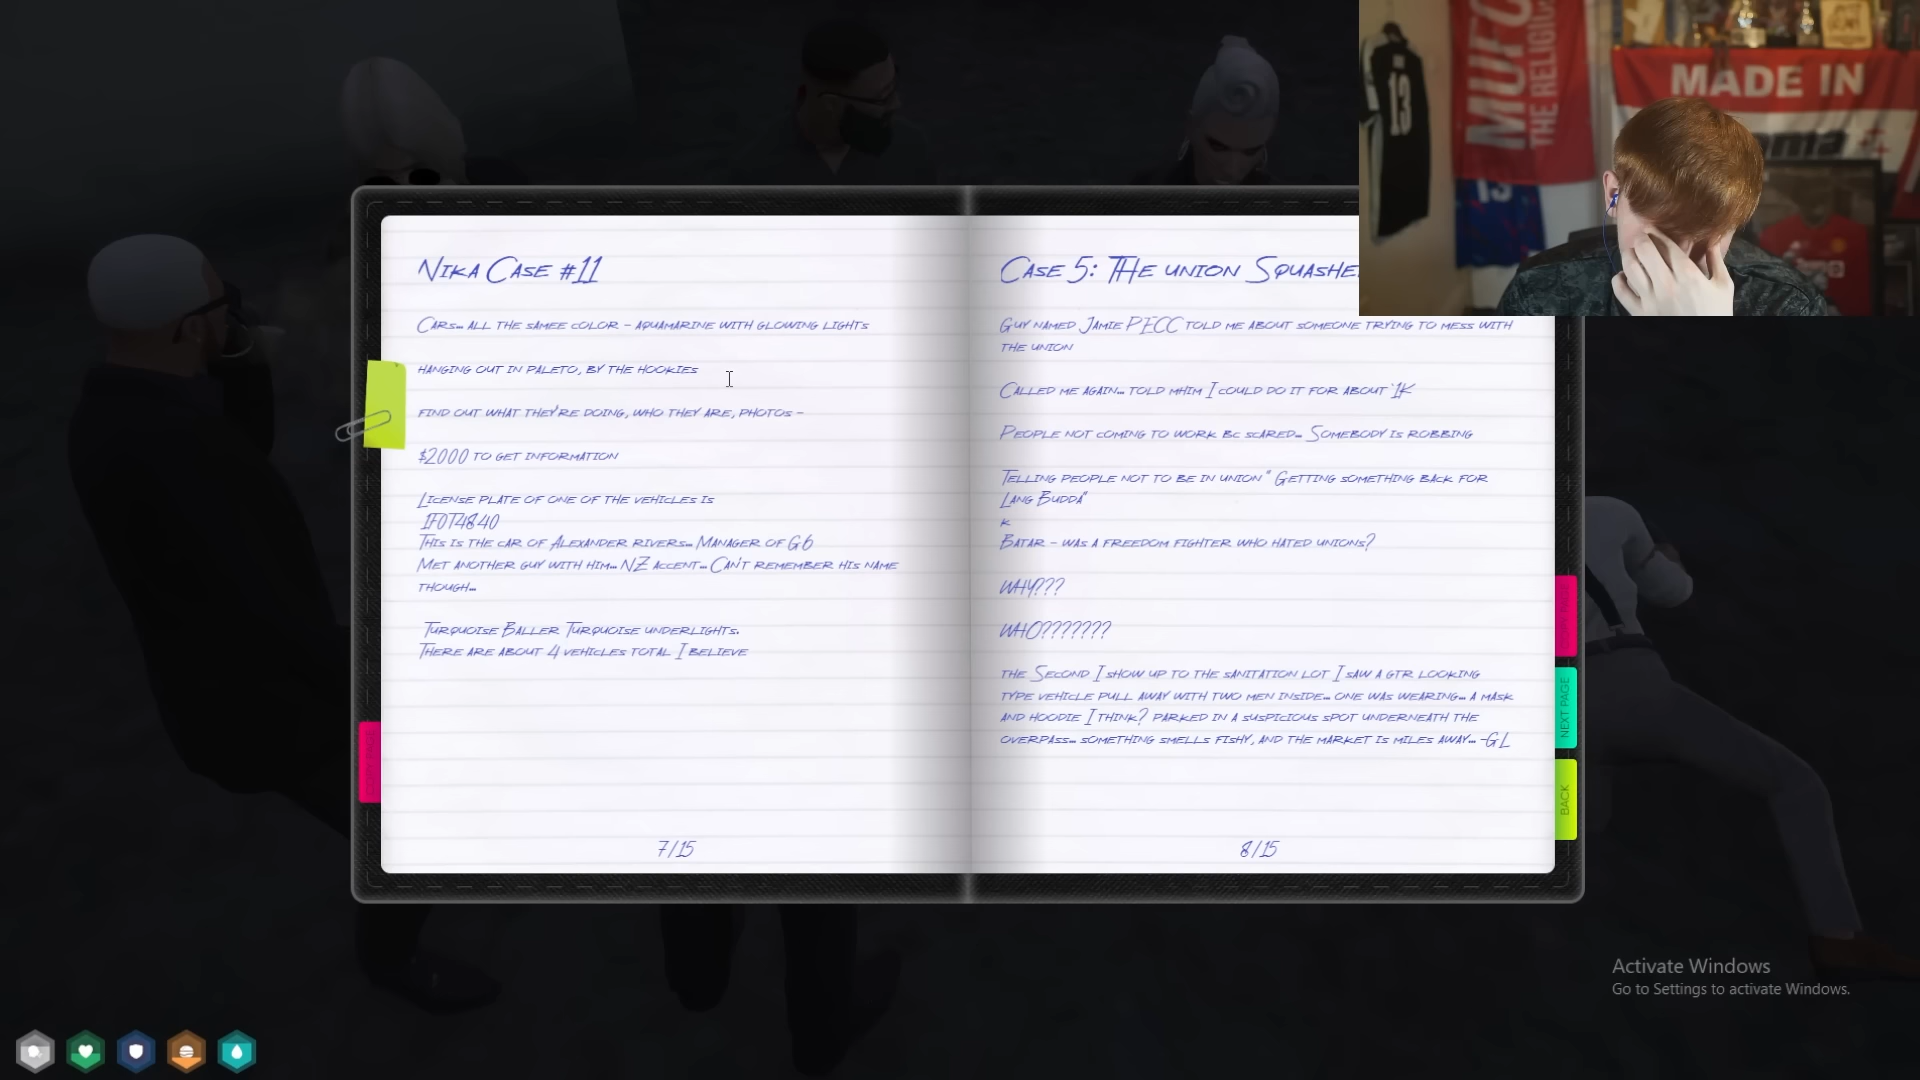 MUFC
THE RELIGION
MADE IN
13
13
NIKA CASE #11
CARS... ALL THE SAMEE COLOR - AQUAMARINE WITH GLOWING LIGHTS
HANGING OUT IN PALETO, BY THE HOOKIES
FIND OUT WHAT THEY'RE DOING, WHO THEY ARE, PHOTOS -
$2000 TO GET INFORMATION
LICENSE PLATE OF ONE OF THE VEHICLES IS
1FOT4840
THIS IS THE CAR OF ALEXANDER RIVERS... MANAGER OF G6
MET ANOTHER GUY WITH HIM... NZ ACCENT... CAN'T REMEMBER HIS NAME
THOUGH...
TURQUOISE BALLER TURQUOISE UNDERLIGHTS.
THERE ARE ABOUT 4 VEHICLES TOTAL I BELIEVE
7/15
CASE 5: THE UNION SQUASHE
GUY NAMED JAMIE PECC TOLD ME ABOUT SOMEONE TRYING TO MESS WITH
THE UNION
CALLED ME AGAIN... TOLD MHIM I COULD DO IT FOR ABOUT 1K
PEOPLE NOT COMING TO WORK BC SCARED... SOMEBODY IS ROBBING
TELLING PEOPLE NOT TO BE IN UNION " GETTING SOMETHING BACK FOR
LANG BUDDA"
K
BATAR - WAS A FREEDOM FIGHTER WHO HATED UNIONS?
WHY???
WHO???????
THE SECOND I SHOW UP TO THE SANITATION LOT I SAW A GTR LOOKING
TYPE VEHICLE PULL AWAY WITH TWO MEN INSIDE... ONE WAS WEARING... A MASK
AND HOODIE I THINK? PARKED IN A SUSPICIOUS SPOT UNDERNEATH THE
OVERPASS... SOMETHING SMELLS FISHY, AND THE MARKET IS MILES AWAY... -GL
8/15
NEXT PAGE
BACK
Activate Windows
Go to Settings to activate Windows.